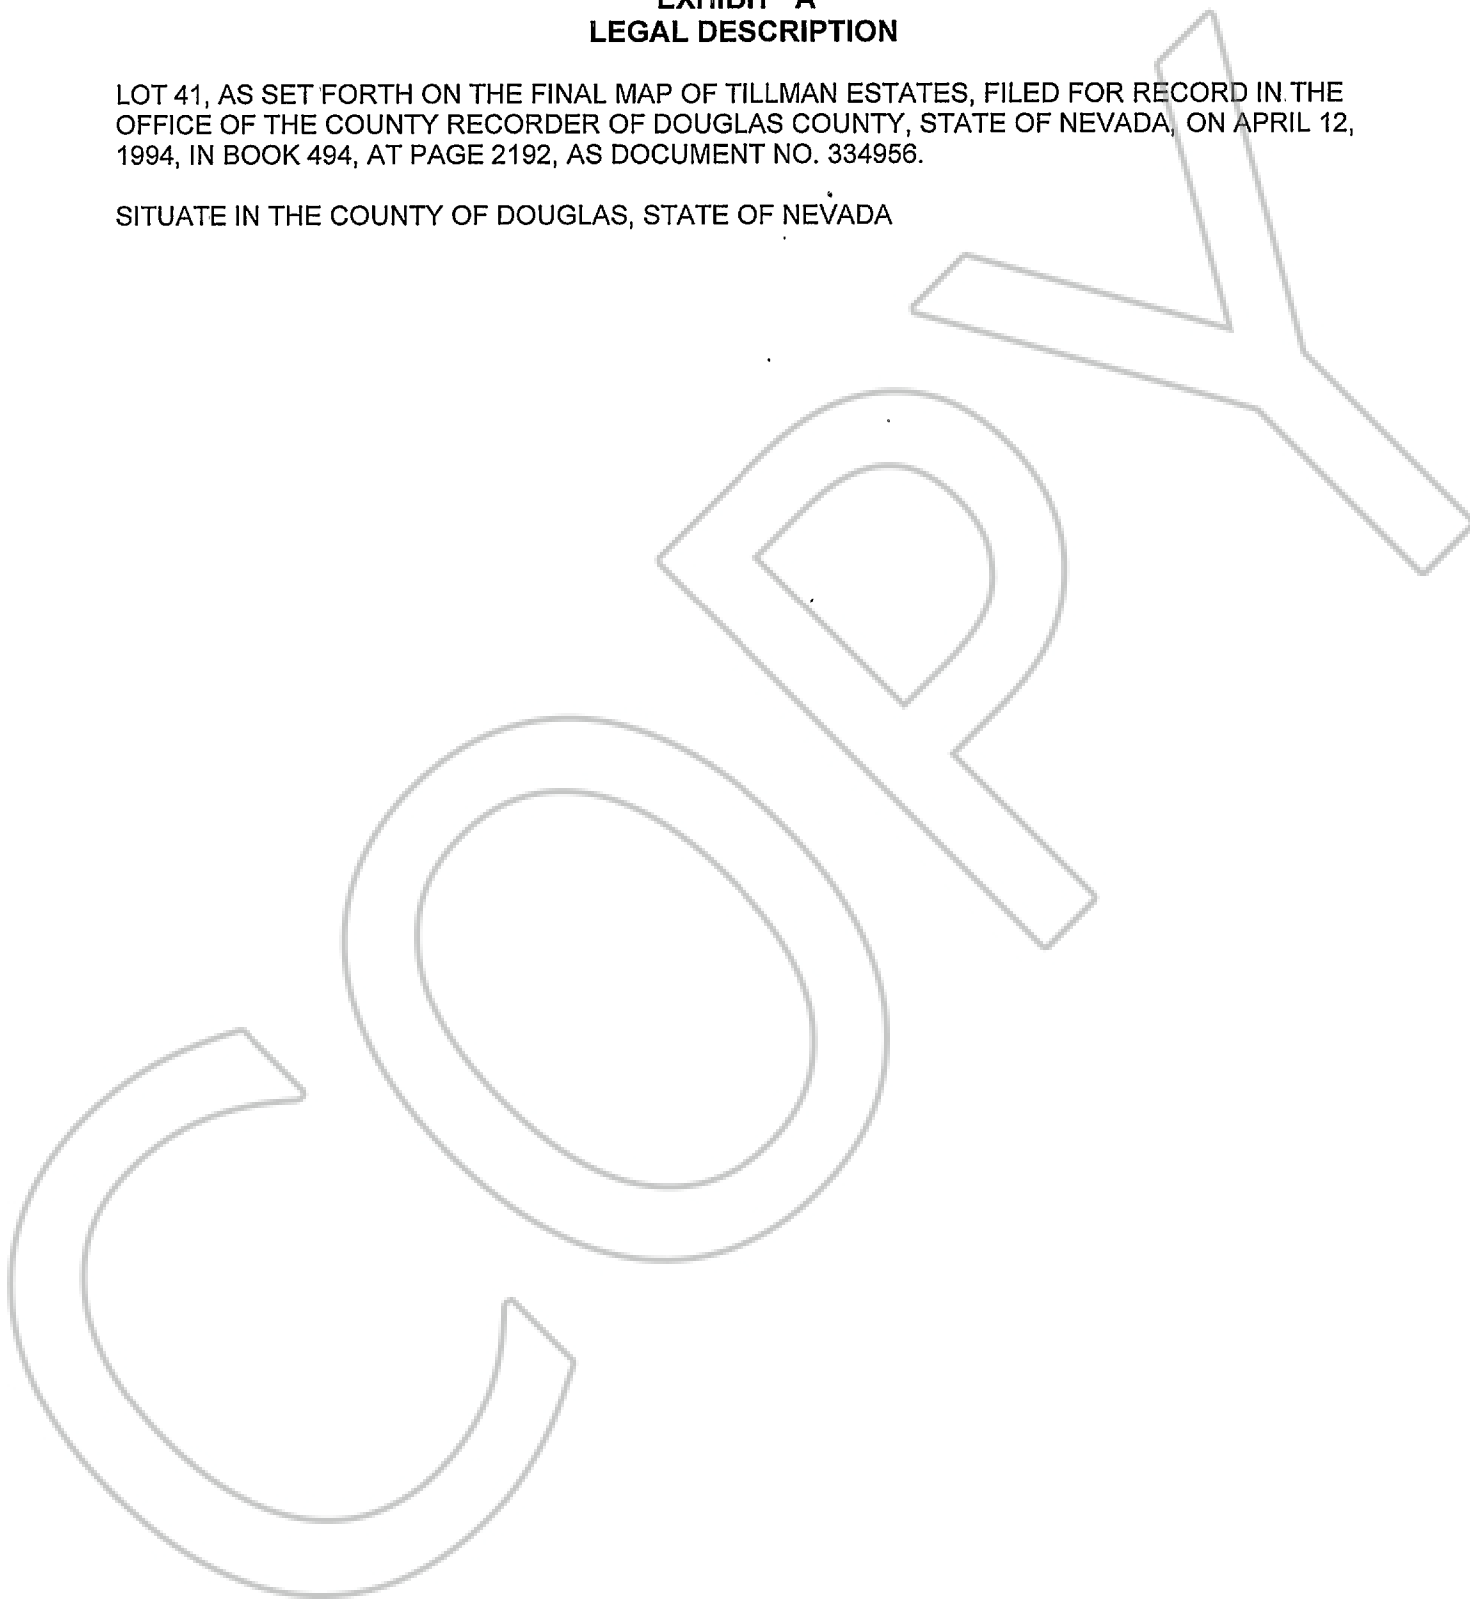 EXHIBIT "A"
LEGAL DESCRIPTION
LOT 41, AS SET FORTH ON THE FINAL MAP OF TILLMAN ESTATES, FILED FOR RECORD IN THE
OFFICE OF THE COUNTY RECORDER OF DOUGLAS COUNTY, STATE OF NEVADA, ON APRIL 12,
1994, IN BOOK 494, AT PAGE 2192, AS DOCUMENT NO. 334956.
SITUATE IN THE COUNTY OF DOUGLAS, STATE OF NEVADA
COPY